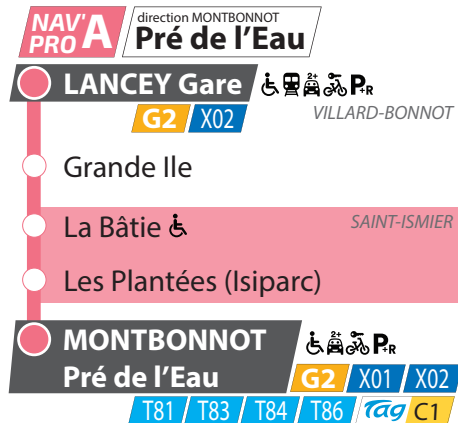 NAV' PRO A direction MONTBONNOT
Pré de l'Eau
LANCEY Gare P+R
G2 X02 VILLARD-BONNOT
Grande Ile
La Bâtie SAINT-ISMIER
Les Plantées (Isiparc)
MONTBONNOT P+R
Pré de l'Eau G2 X01 X02
T81 T83 T84 T86 Tag C1